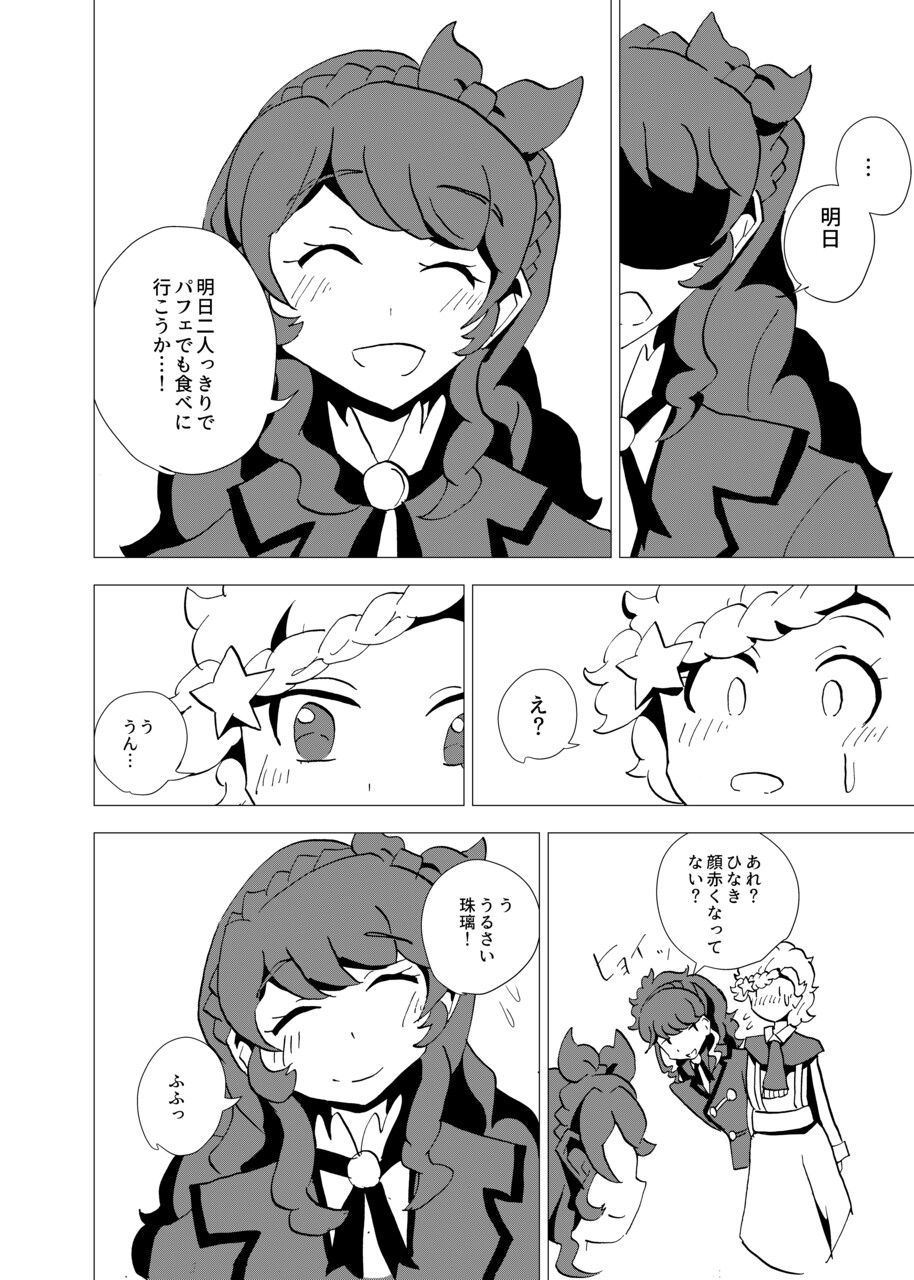 …
明日
明日二人っきりで
パフェでも食べに
行こうか…！
え？
う
うん…
あれ？
ひなき
顔赤くなって
ない？
ヒョイッ
う
うるさい
珠璃！
ふふっ